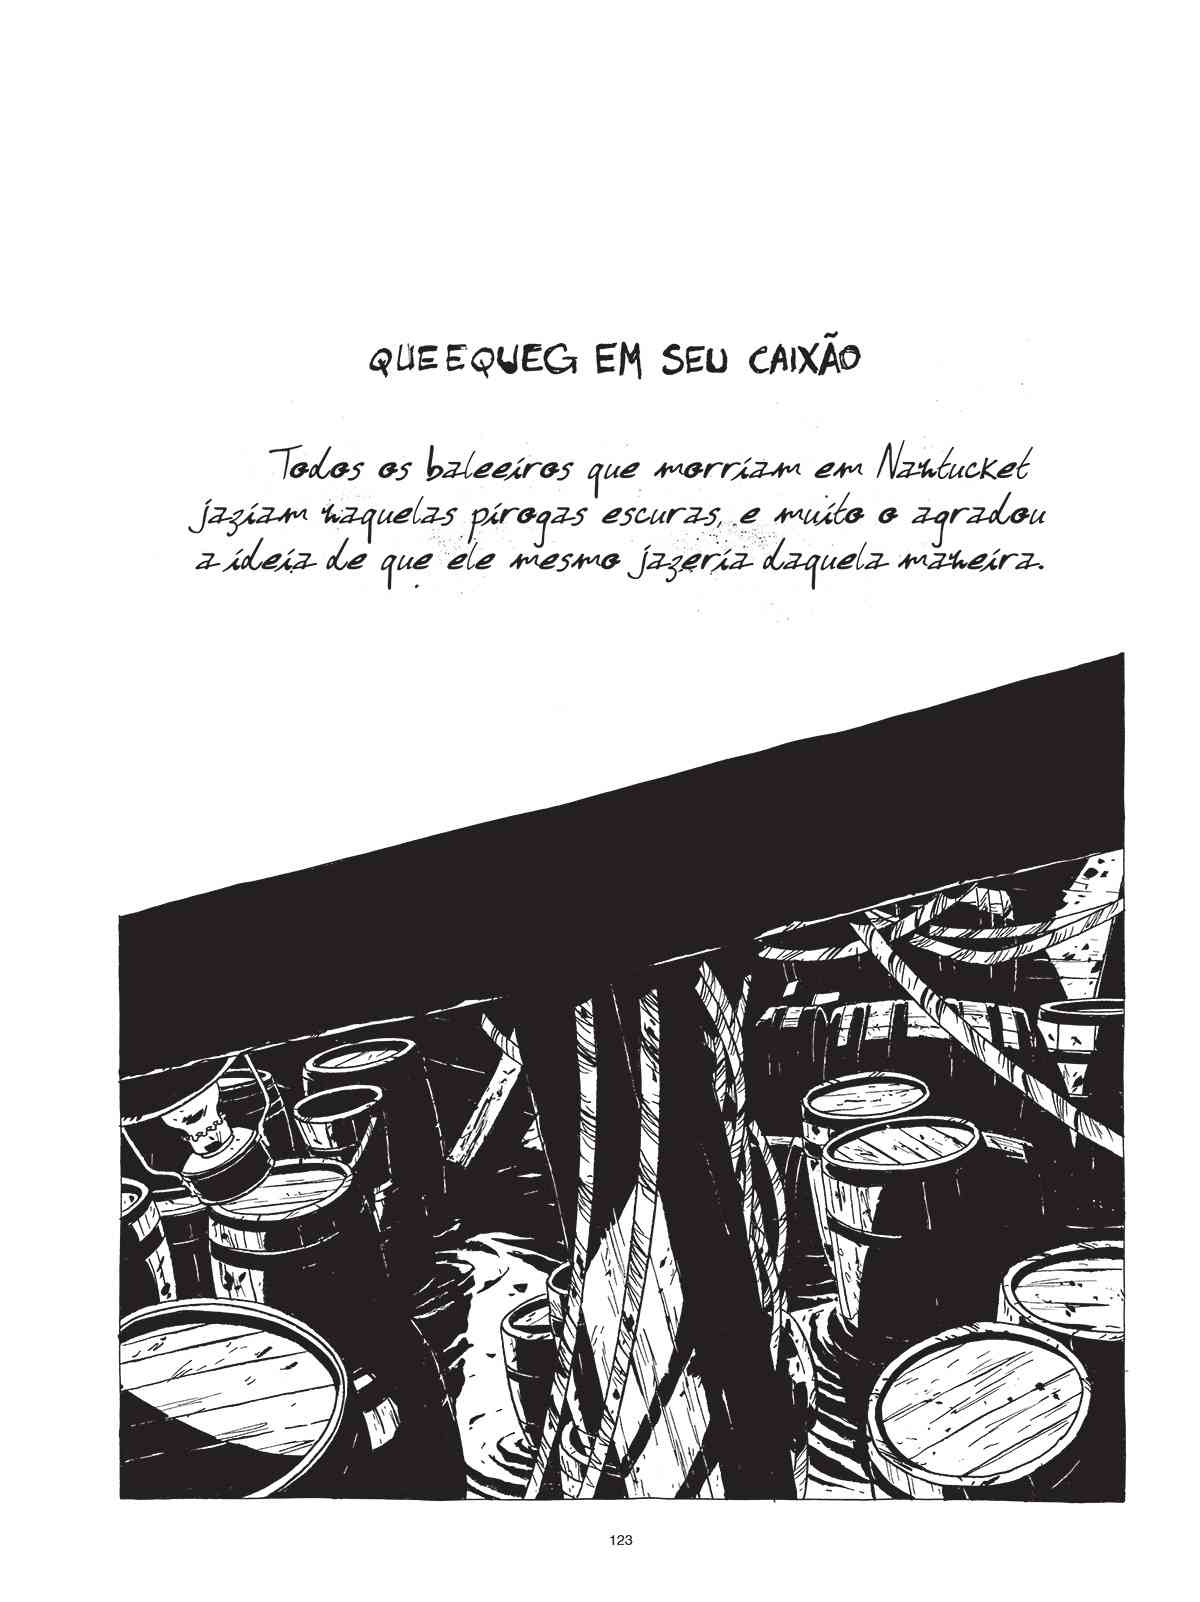 QUEEQUEG EM SEU CAIXÃO
Todos os baleeiros que morriam em Nantucket
jaziam naquelas pirogas escuras, e muito o agradou
a ideia de que ele mesmo jazeria daquela maneira.
123